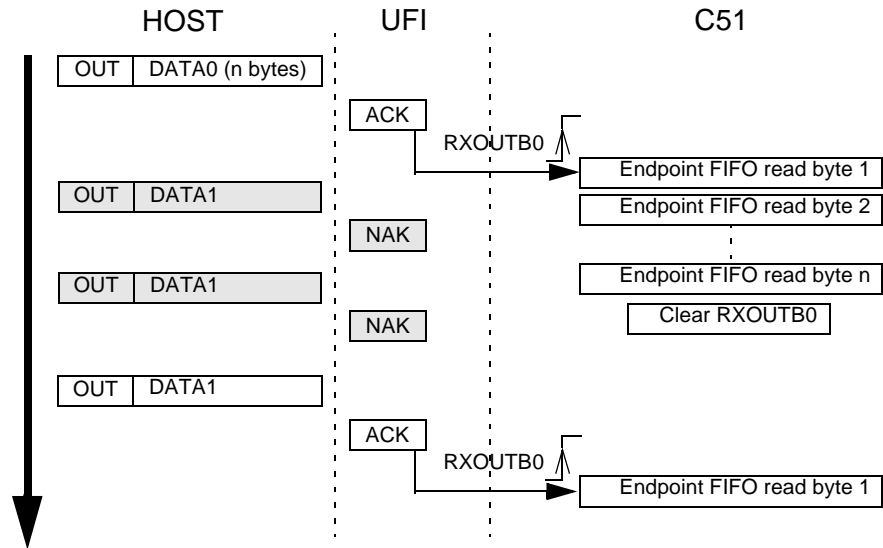 HOST UFI C51
OUT DATA0 (n bytes)
ACK
RXOUTB0
Endpoint FIFO read byte 1
OUT DATA1
Endpoint FIFO read byte 2
NAK
Endpoint FIFO read byte n
OUT DATA1
Clear RXOUTB0
NAK
OUT DATA1
ACK
RXOUTB0
Endpoint FIFO read byte 1